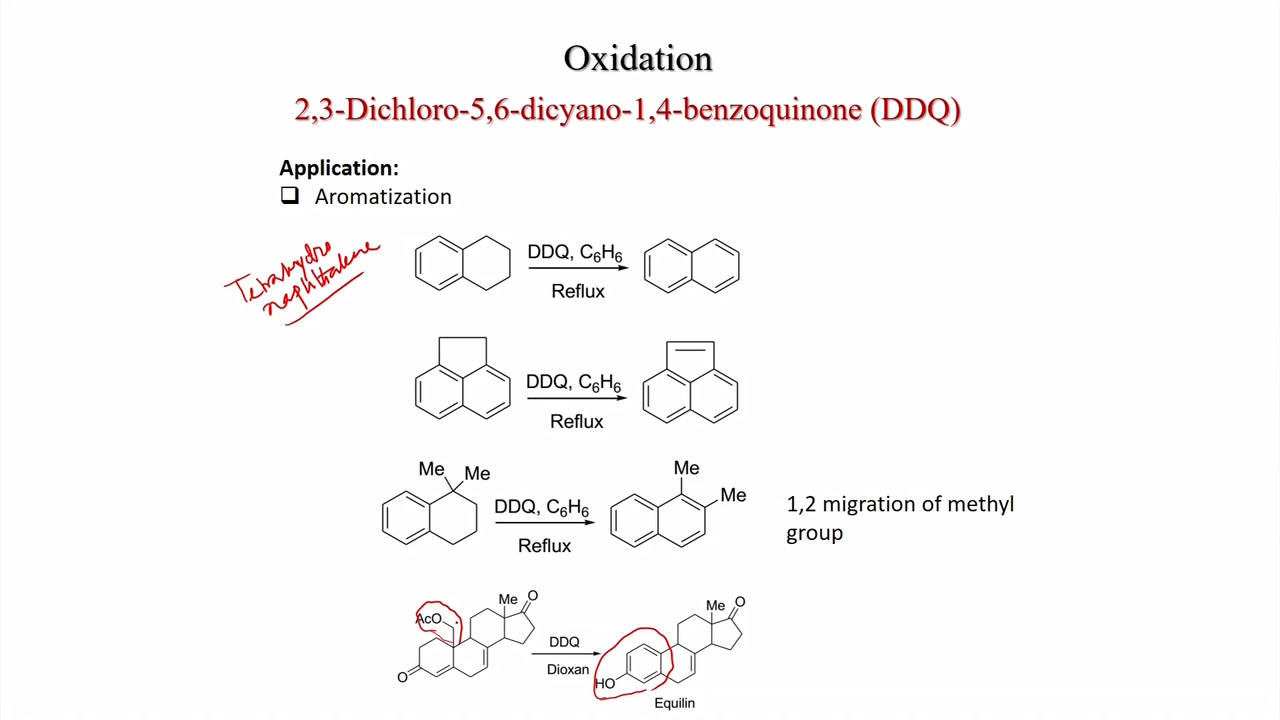 Oxidation
2,3-Dichloro-5,6-dicyano-1,4-benzoquinone (DDQ)
Application:
❑ Aromatization
Tetrahydro
naphthalene
DDQ, C₆H₆
Reflux
DDQ, C₆H₆
Reflux
Me Me
DDQ, C₆H₆
Reflux
Me
Me
1,2 migration of methyl
group
AcO
Me O
O
DDQ
Dioxan
Me O
HO
Equilin